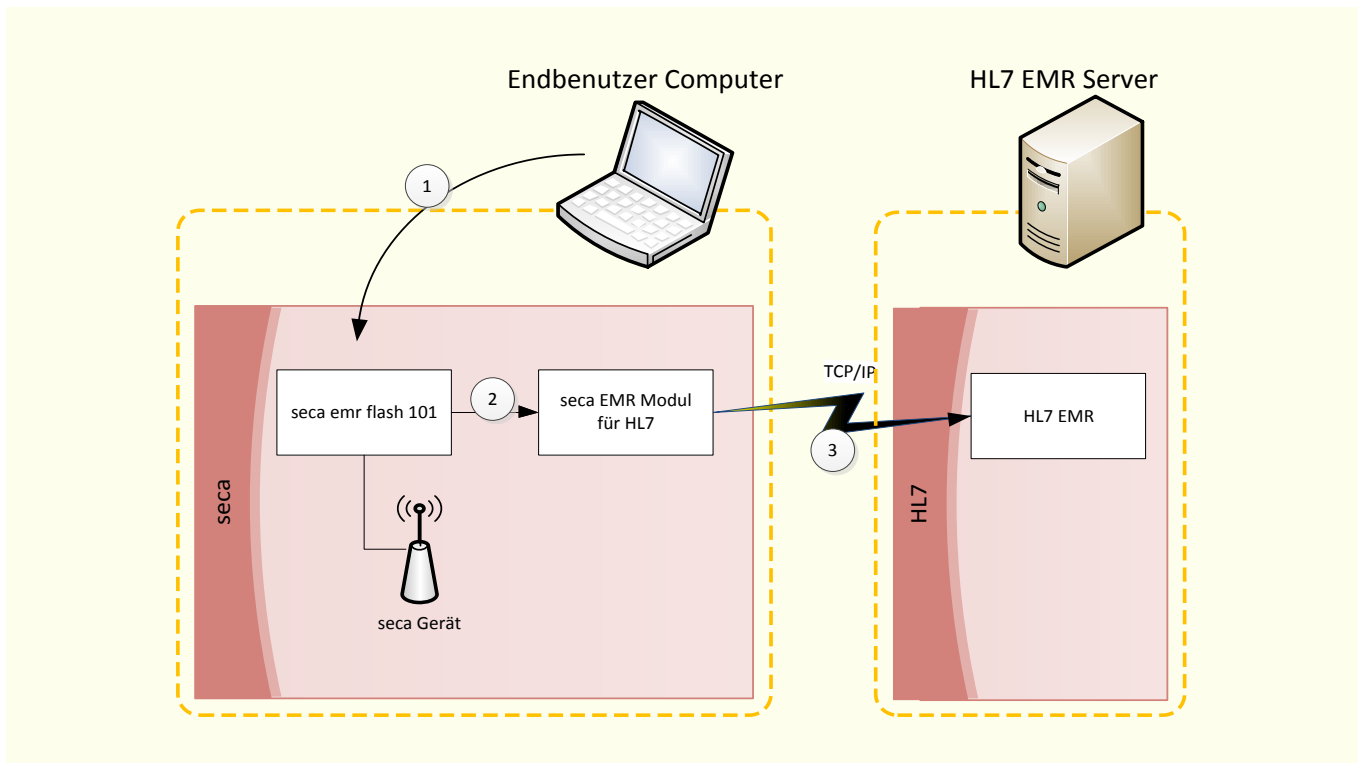 Endbenutzer Computer
HL7 EMR Server
1
TCP/IP
seca emr flash 101
2
seca EMR Modul
für HL7
HL7 EMR
3
seca
HL7
seca Gerät